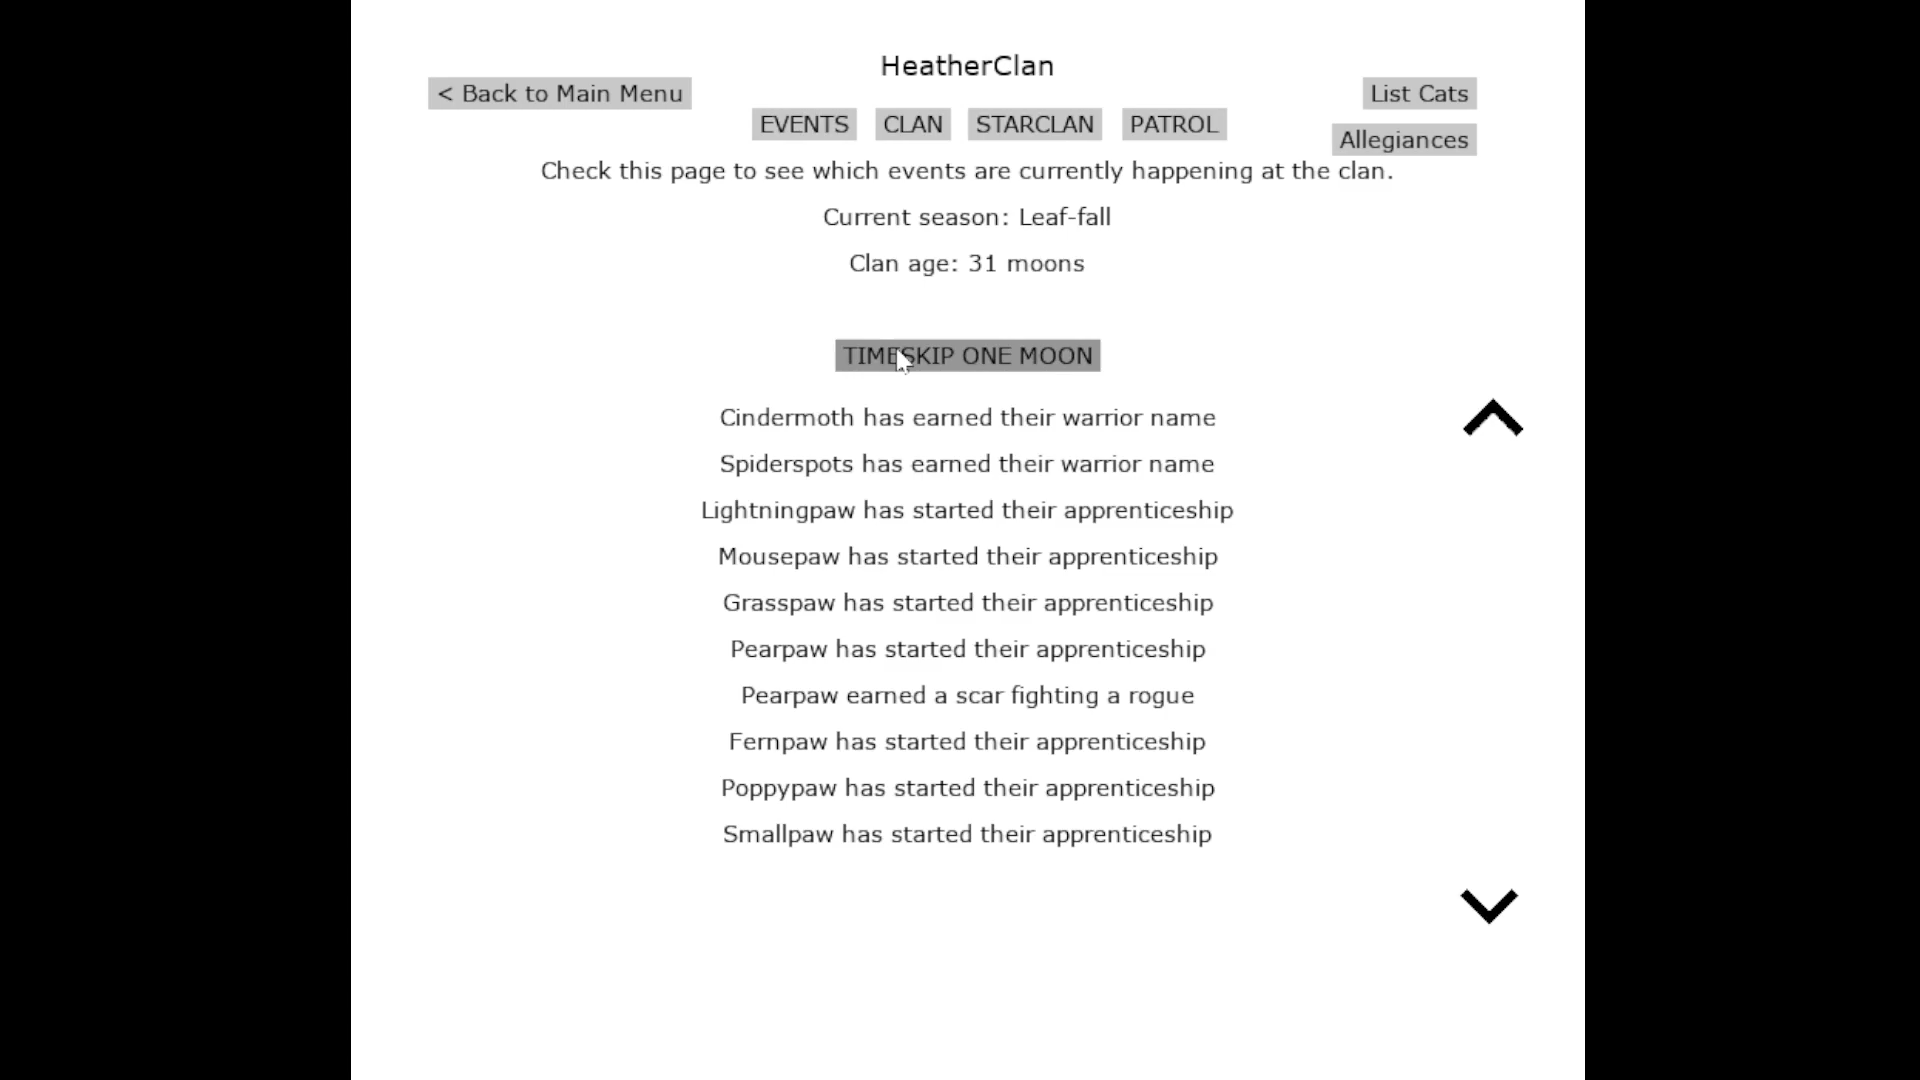 HeatherClan
< Back to Main Menu
List Cats
EVENTS CLAN STARCLAN PATROL
Allegiances
Check this page to see which events are currently happening at the clan.
Current season: Leaf-fall
Clan age: 31 moons
TIMESKIP ONE MOON
Cindermoth has earned their warrior name
Spiderspots has earned their warrior name
Lightningpaw has started their apprenticeship
Mousepaw has started their apprenticeship
Grasspaw has started their apprenticeship
Pearpaw has started their apprenticeship
Pearpaw earned a scar fighting a rogue
Fernpaw has started their apprenticeship
Poppypaw has started their apprenticeship
Smallpaw has started their apprenticeship